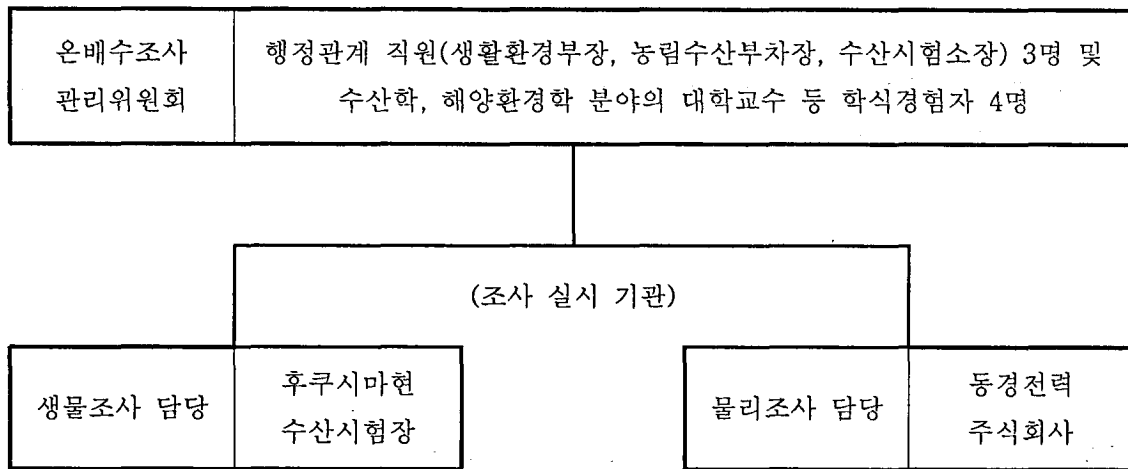 온배수조사
관리위원회
행정관계 직원(생활환경부장, 농림수산부차장, 수산시험소장) 3명 및
수산학, 해양환경학 분야의 대학교수 등 학식경험자 4명
(조사 실시 기관)
생물조사 담당
후쿠시마현
수산시험장
물리조사 담당
동경전력
주식회사